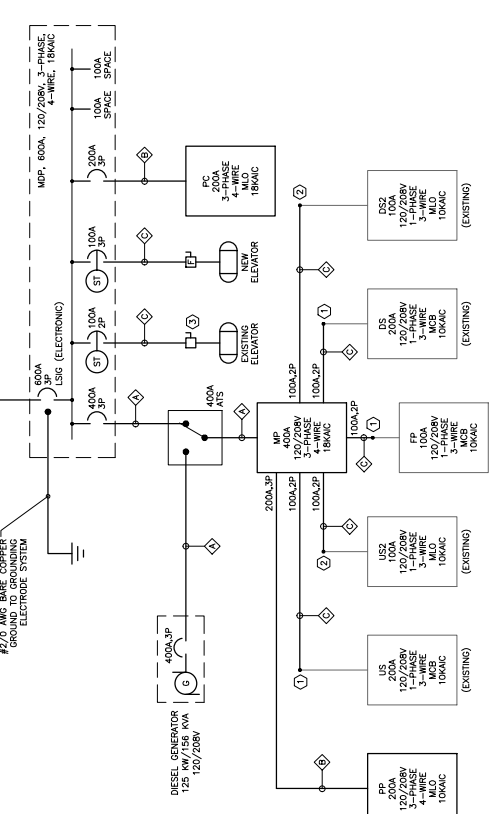 MDP, 600A, 120/208V, 3-PHASE,
4-WIRE, 18KAIC
600A
3P
LSIG (ELECTRONIC)
#2/0 AWG BARE COPPER
GROUND TO GROUNDING
ELECTRODE SYSTEM
400A
3P
100A
2P
ST
100A
3P
ST
200A
3P
100A
SPACE
100A
SPACE
A
C
C
B
3
F
EXISTING
ELEVATOR
NEW
ELEVATOR
PC
200A
3-PHASE
4-WIRE
MLO
18KAIC
400A
ATS
A
A
400A,3P
G
DIESEL GENERATOR
125 KW/156 KVA
120/208V
MP
400A
120/208V
3-PHASE
4-WIRE
18KAIC
200A,3P
100A,2P
100A,2P
100A,2P
100A,2P
100A,2P
B
1
C
2
C
1
C
1
C
2
C
PP
200A
120/208V
3-PHASE
4-WIRE
MLO
10KAIC
US
200A
120/208V
1-PHASE
3-WIRE
MCB
10KAIC
(EXISTING)
US2
100A
120/208V
1-PHASE
3-WIRE
MLO
10KAIC
(EXISTING)
FP
100A
120/208V
1-PHASE
3-WIRE
MCB
10KAIC
DS
200A
120/208V
1-PHASE
3-WIRE
MCB
10KAIC
(EXISTING)
DS2
100A
120/208V
1-PHASE
3-WIRE
MLO
10KAIC
(EXISTING)